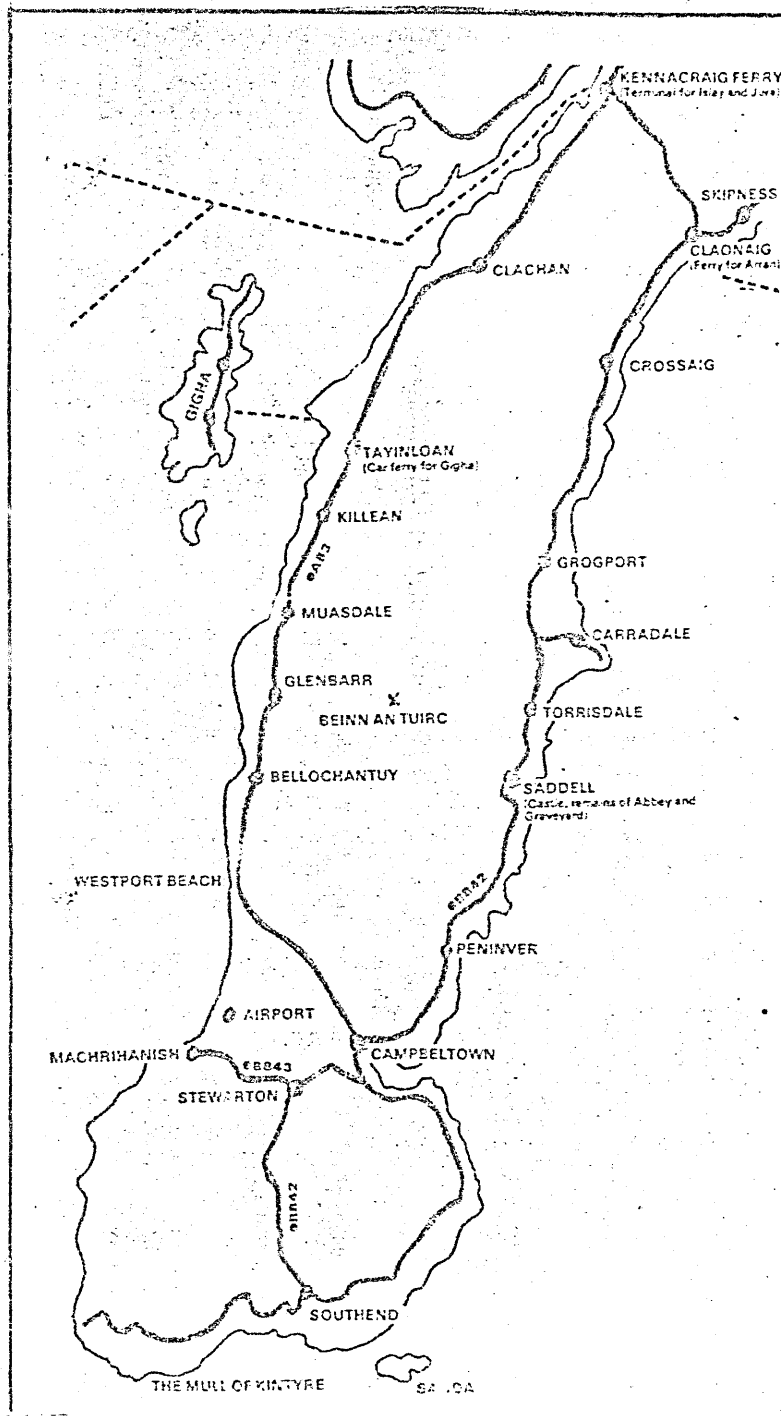 KENNACRAIG FERRY
(Terminal for Islay and Jura)
SKIPNESS
CLAONAIG
(Ferry for Arran)
CLACHAN
CROSSAIG
GIGHA
TAYINLOAN
(Car ferry for Gigha)
KILLEAN
A83
GROGPORT
MUASDALE
CARRADALE
GLENBARR
BEINN AN TUIRC
TORRISDALE
BELLOCHANTUY
SADDELL
(Castle, remains of Abbey and
Graveyard)
WESTPORT BEACH
B842
PENINVER
AIRPORT
MACHRIHANISH
CAMPBELTOWN
B843
STEWARTON
B842
SOUTHEND
THE MULL OF KINTYRE